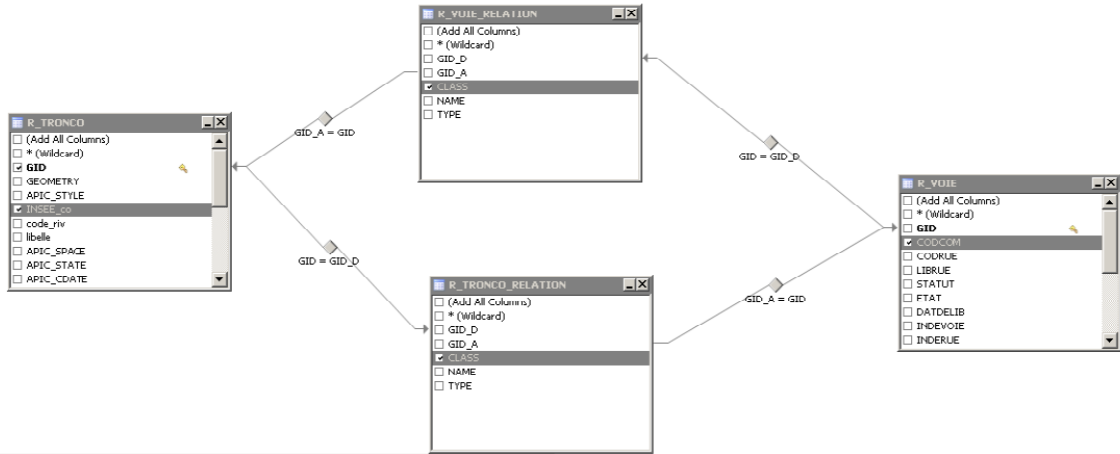 R_VOIE_RELATION
(Add All Columns)
* (Wildcard)
GID_D
GID_A
CLASS
NAME
TYPE
R_TRONCO
(Add All Columns)
* (Wildcard)
GID
GEOMETRY
APIC_STYLE
INSEE_co
code_riv
libelle
APIC_SPACE
APIC_STATE
APIC_CDATE
GID_A = GID
GID = GID_D
GID = GID_D
GID_A = GID
R_TRONCO_RELATION
(Add All Columns)
* (Wildcard)
GID_D
GID_A
CLASS
NAME
TYPE
R_VOIE
(Add All Columns)
* (Wildcard)
GID
CODCOM
CODRUE
LIBRUE
STATUT
ETAT
DATDELIB
INDEVOIE
INDERUE